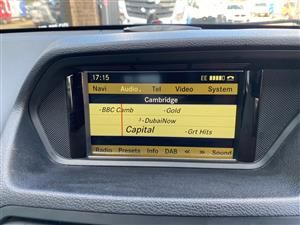 17:15
Navi Audio Tel Video System
Cambridge
BBC Camb Gold
DubaiNow
Capital Grt Hits
Radio Presets Info DAB « » Sound